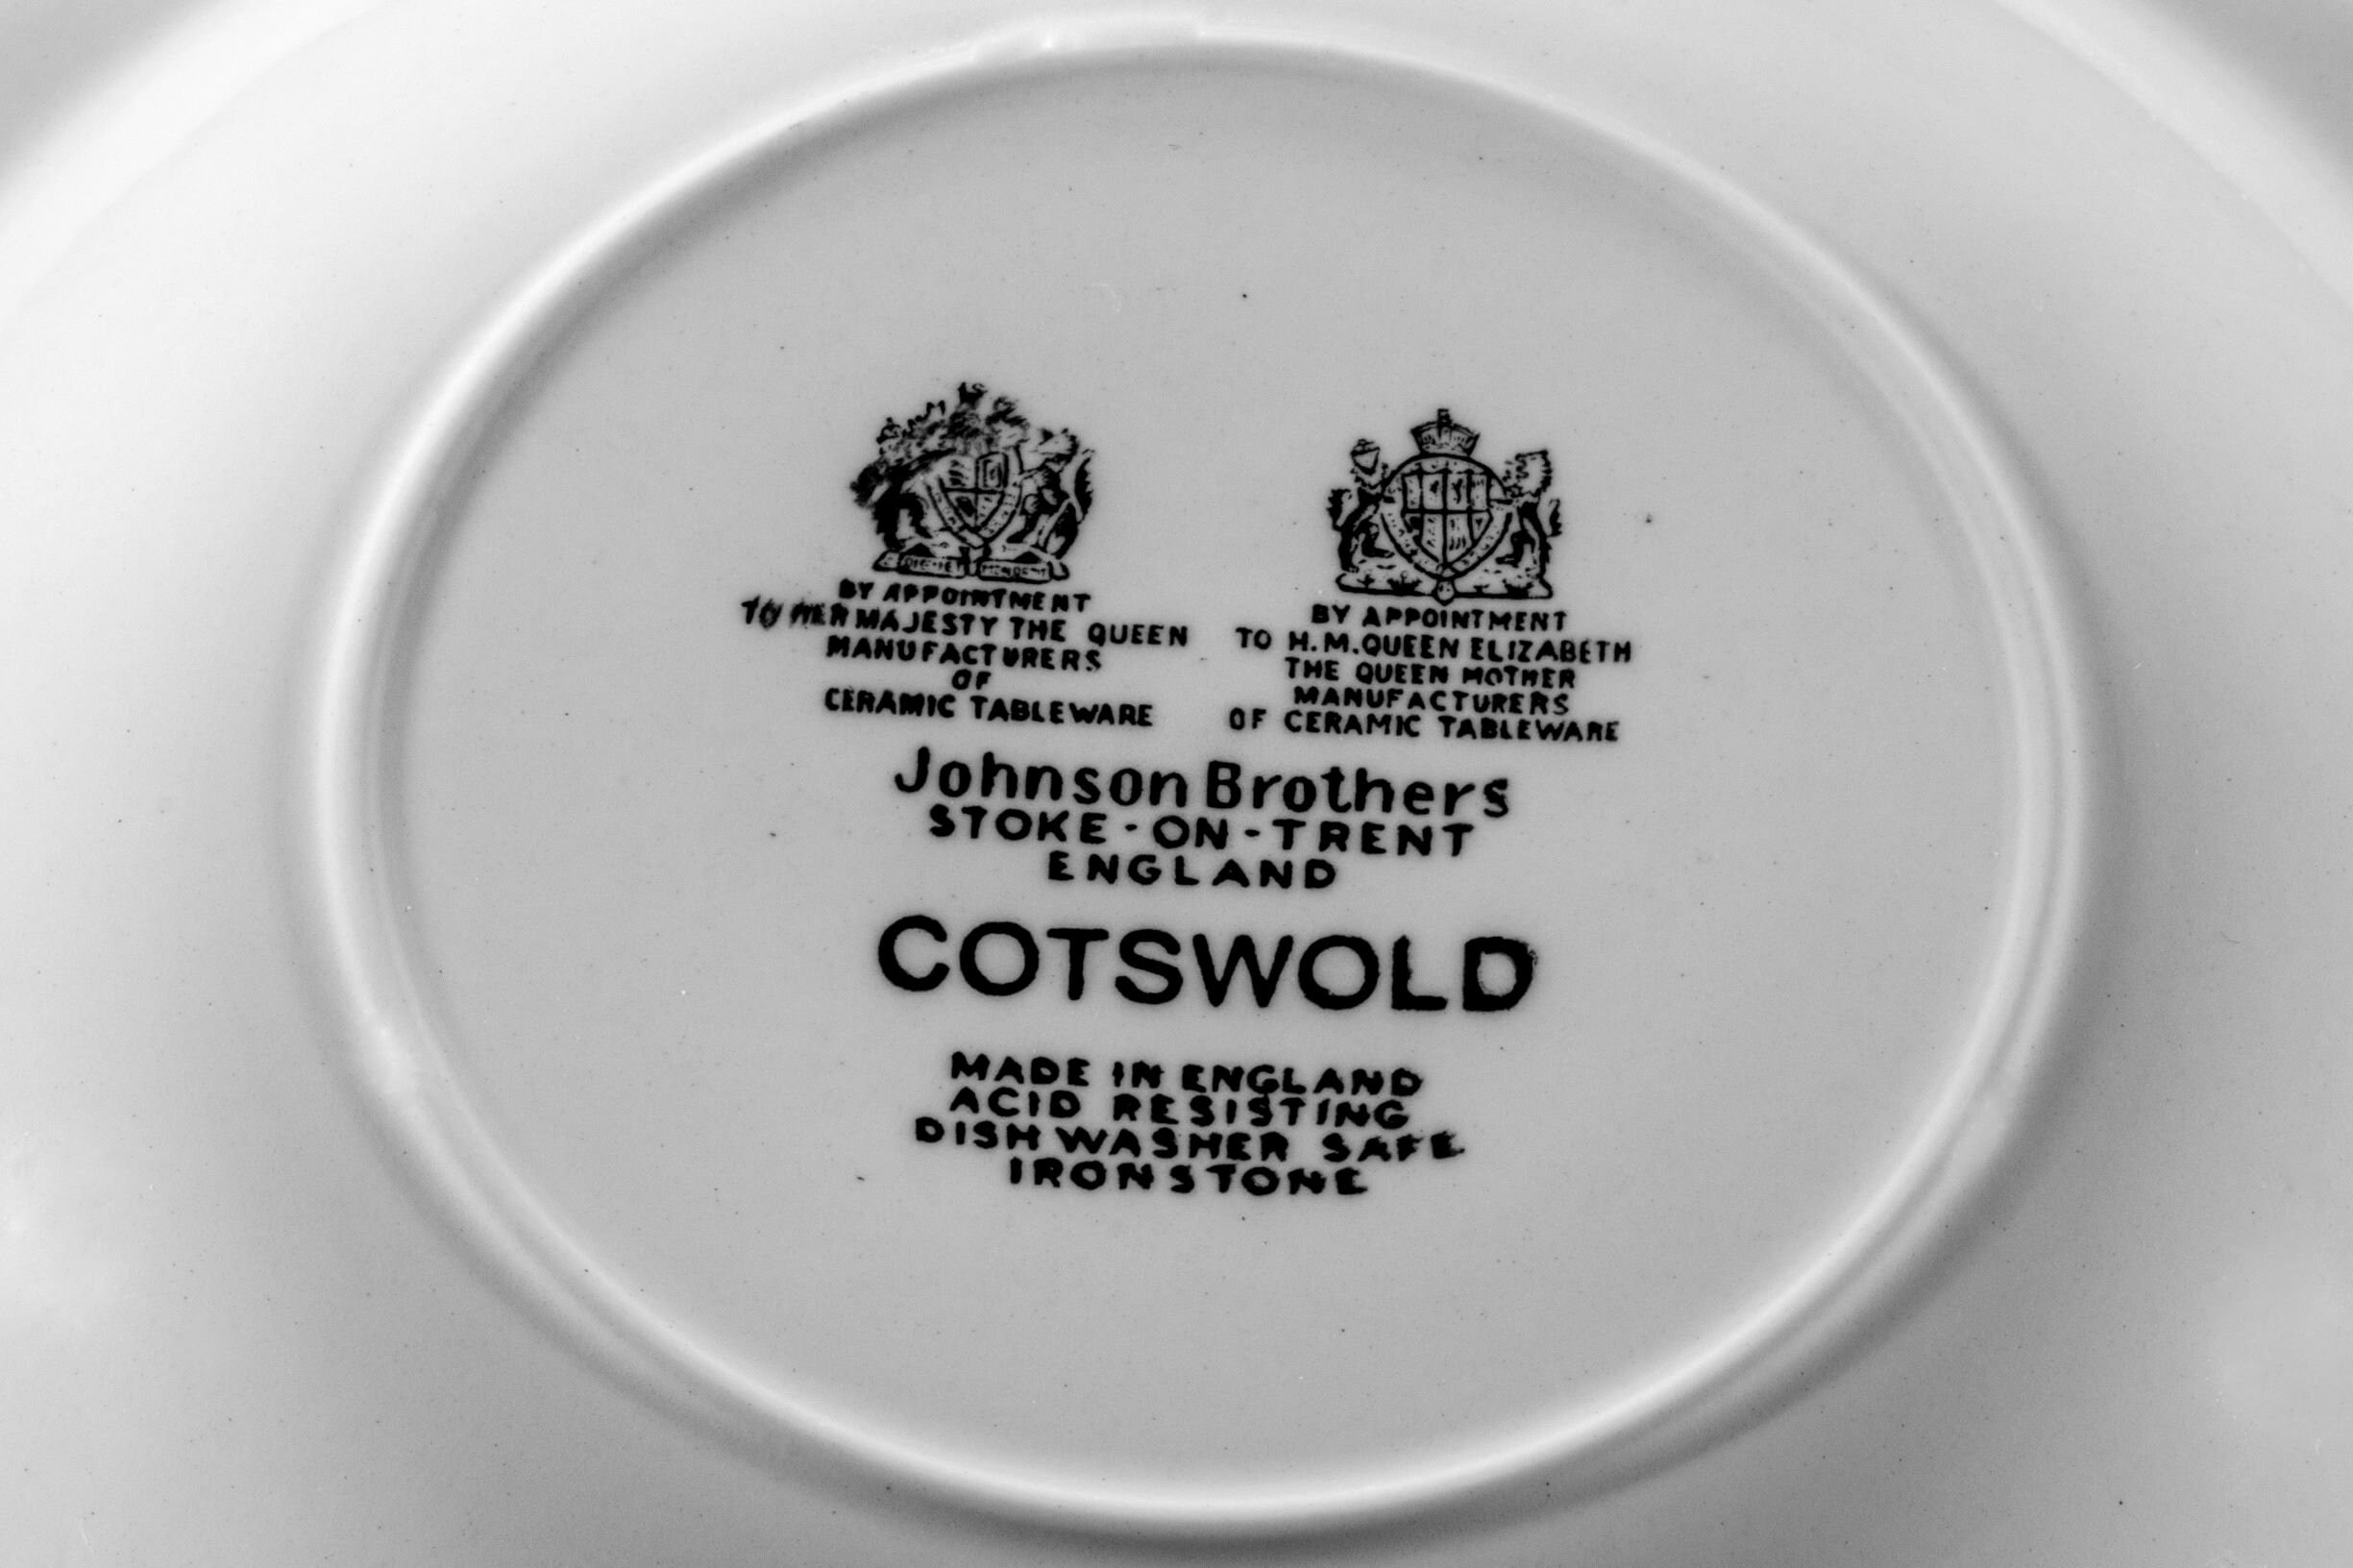 BY APPOINTMENT
TO HER MAJESTY THE QUEEN
MANUFACTURERS
OF
CERAMIC TABLEWARE
BY APPOINTMENT
TO H.M.QUEEN ELIZABETH
THE QUEEN MOTHER
MANUFACTURERS
OF CERAMIC TABLEWARE
Johnson Brothers
STOKE-ON-TRENT
ENGLAND
COTSWOLD
MADE IN ENGLAND
ACID RESISTING
DISH WASHER SAFE
IRONSTONE